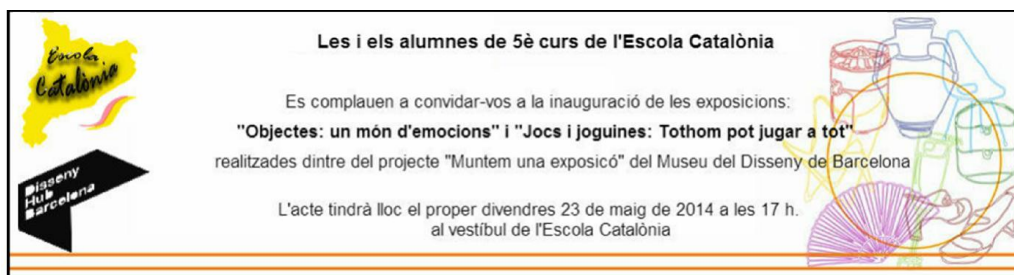 Escola
Catalònia
Disseny
Hub
Barcelona
Les i els alumnes de 5è curs de l'Escola Catalònia
Es complauen a convidar-vos a la inauguració de les exposicions:
"Objectes: un món d'emocions" i "Jocs i joguines: Tothom pot jugar a tot"
realitzades dintre del projecte "Muntem una exposicó" del Museu del Disseny de Barcelona
L'acte tindrà lloc el proper divendres 23 de maig de 2014 a les 17 h.
al vestíbul de l'Escola Catalònia